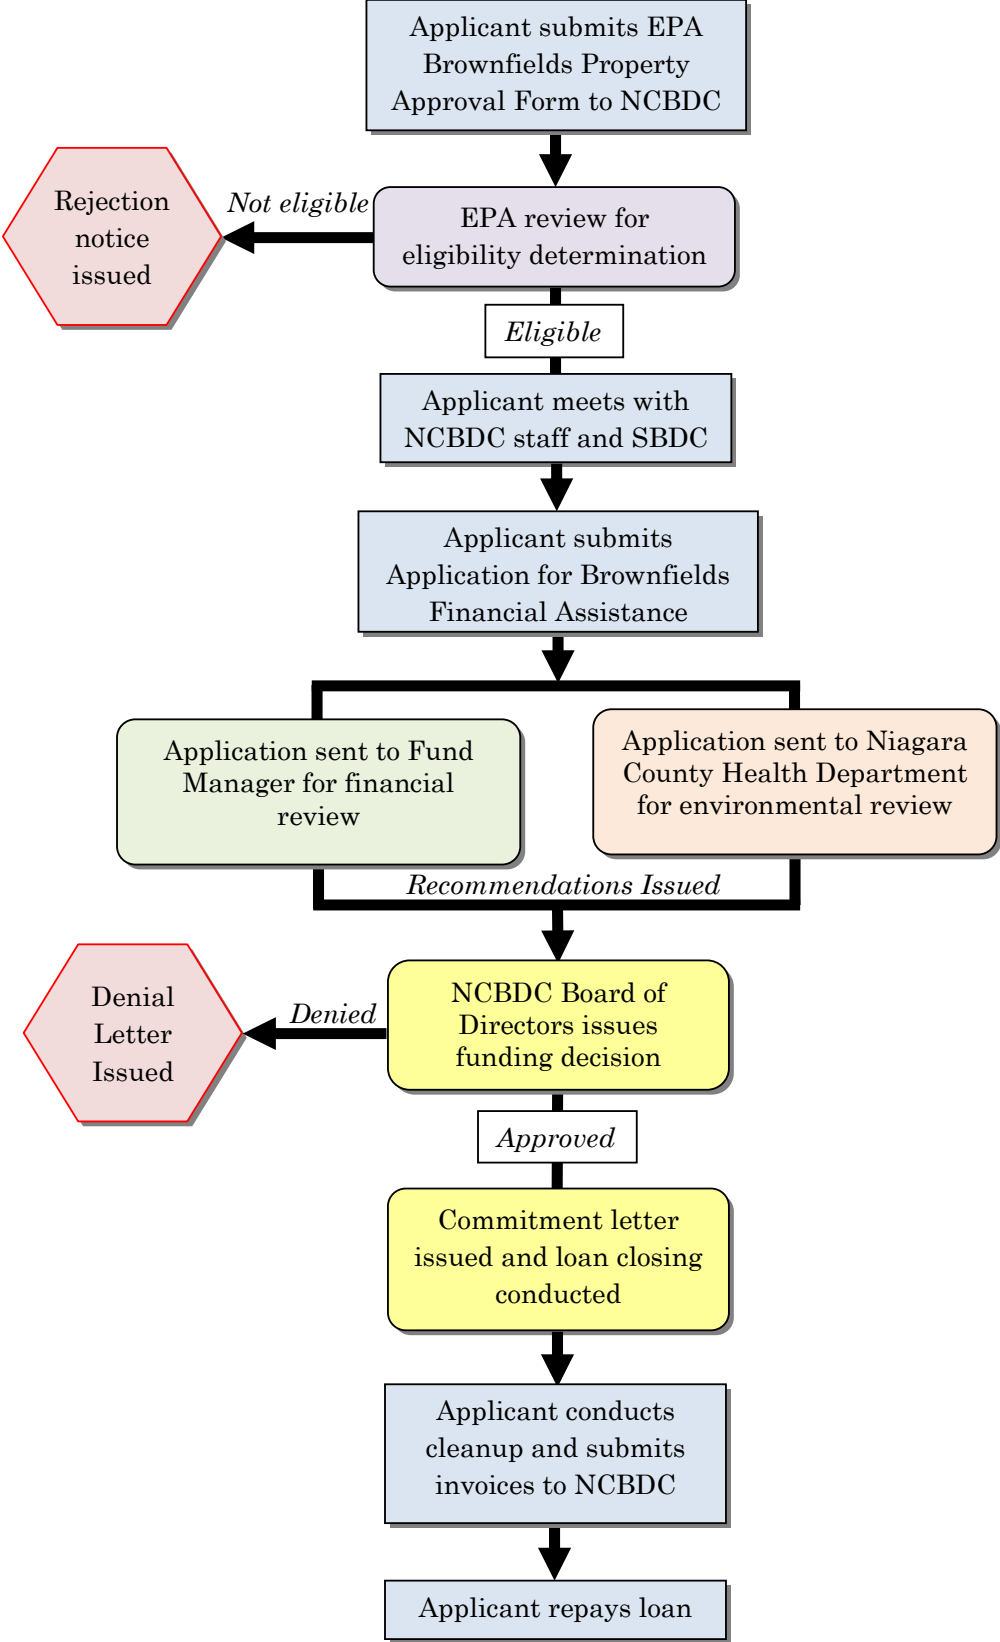 Applicant submits EPA
Brownfields Property
Approval Form to NCBDC
Rejection
notice
issued
Not eligible
EPA review for
eligibility determination
Eligible
Applicant meets with
NCBDC staff and SBDC
Applicant submits
Application for Brownfields
Financial Assistance
Application sent to Fund
Manager for financial
review
Application sent to Niagara
County Health Department
for environmental review
Recommendations Issued
Denial
Letter
Issued
Denied
NCBDC Board of
Directors issues
funding decision
Approved
Commitment letter
issued and loan closing
conducted
Applicant conducts
cleanup and submits
invoices to NCBDC
Applicant repays loan